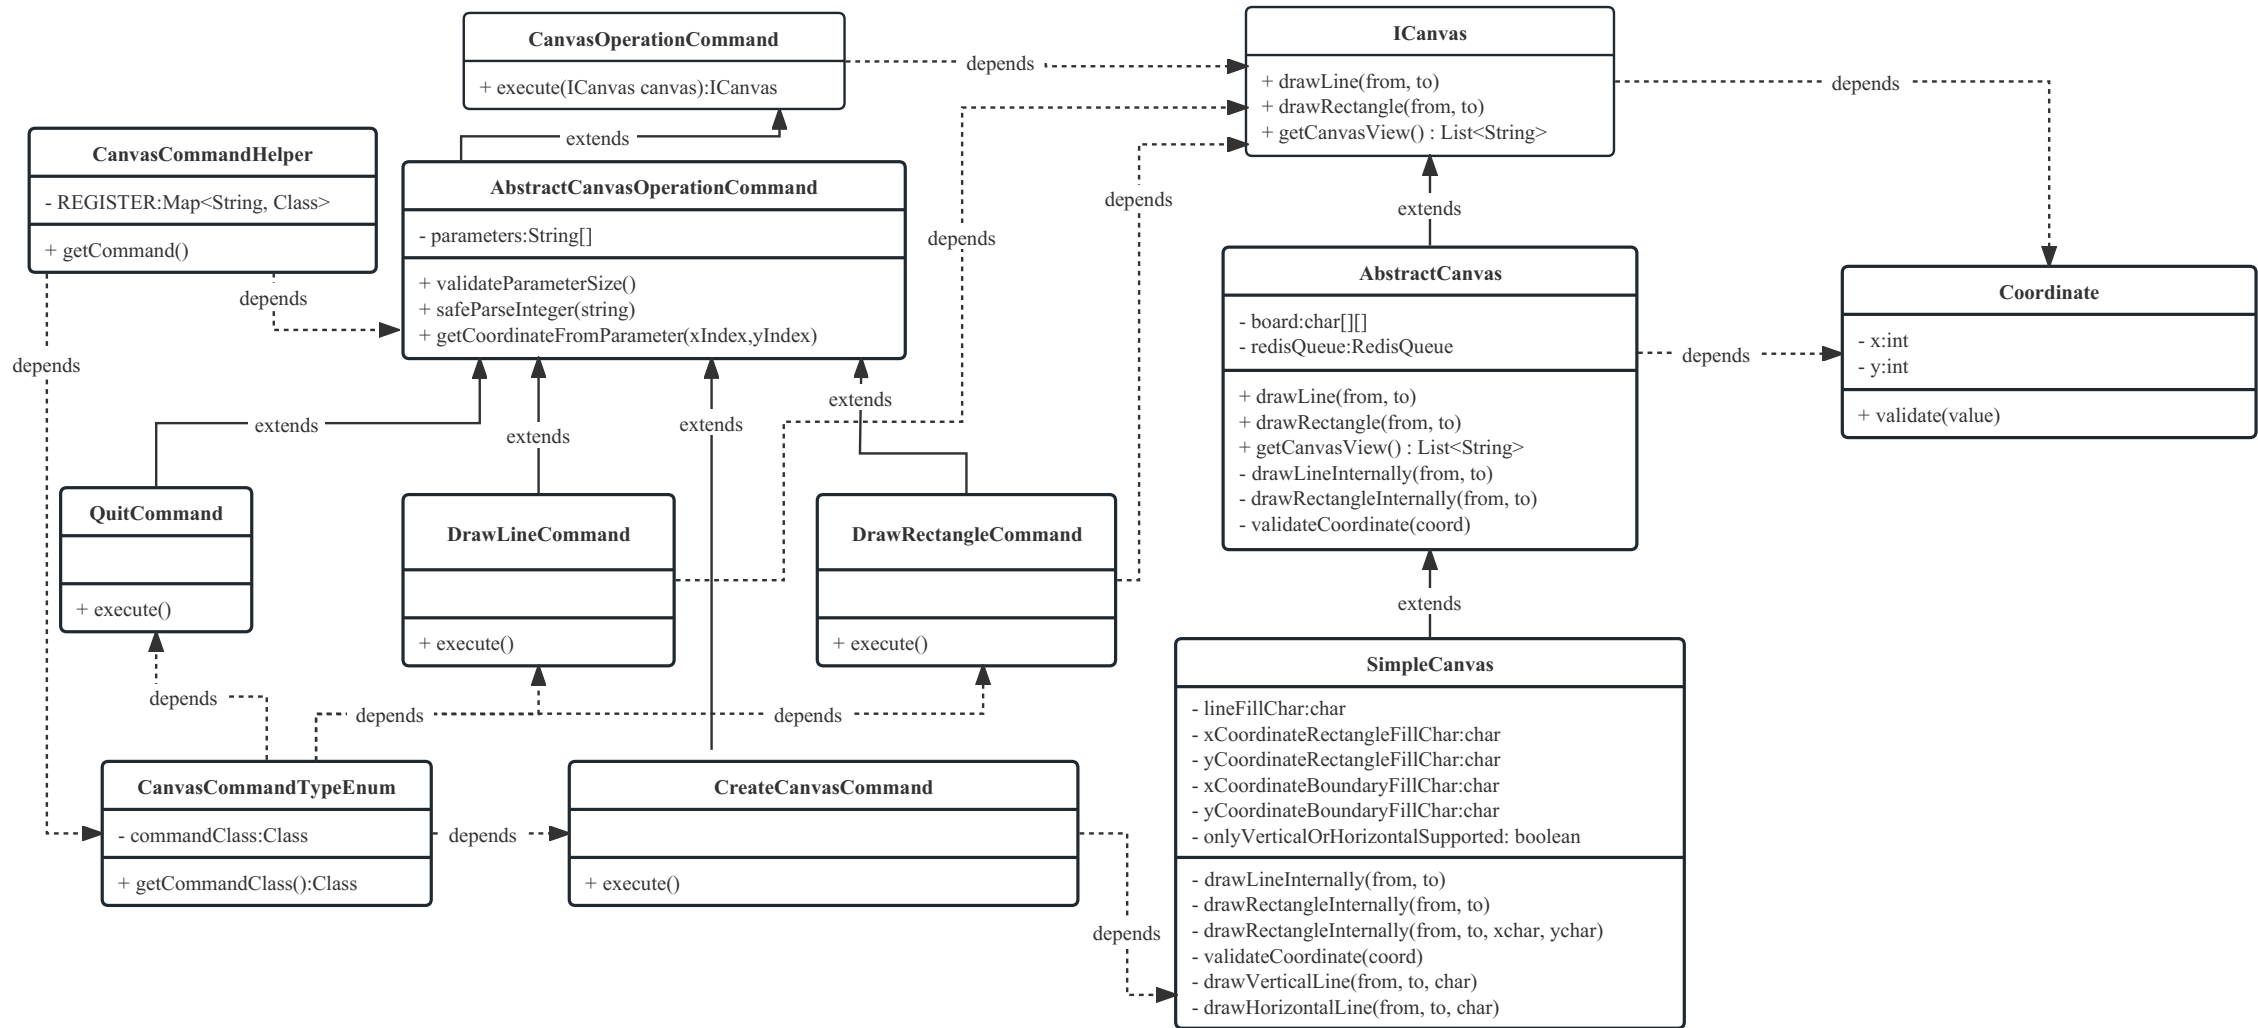 CanvasOperationCommand
+ execute(ICanvas canvas):ICanvas
depends
ICanvas
+ drawLine(from, to)
+ drawRectangle(from, to)
+ getCanvasView() : List<String>
depends
extends
CanvasCommandHelper
- REGISTER:Map<String, Class>
+ getCommand()
AbstractCanvasOperationCommand
- parameters:String[]
+ validateParameterSize()
+ safeParseInteger(string)
+ getCoordinateFromParameter(xIndex,yIndex)
depends
depends
depends
depends
extends
AbstractCanvas
- board:char[][]
- redisQueue:RedisQueue
+ drawLine(from, to)
+ drawRectangle(from, to)
+ getCanvasView() : List<String>
- drawLineInternally(from, to)
- drawRectangleInternally(from, to)
- validateCoordinate(coord)
depends
Coordinate
- x:int
- y:int
+ validate(value)
extends
extends
extends
extends
QuitCommand
+ execute()
DrawLineCommand
+ execute()
DrawRectangleCommand
+ execute()
extends
depends
depends
depends
CanvasCommandTypeEnum
- commandClass:Class
+ getCommandClass():Class
depends
CreateCanvasCommand
+ execute()
depends
SimpleCanvas
- lineFillChar:char
- xCoordinateRectangleFillChar:char
- yCoordinateRectangleFillChar:char
- xCoordinateBoundaryFillChar:char
- yCoordinateBoundaryFillChar:char
- onlyVerticalOrHorizontalSupported: boolean
- drawLineInternally(from, to)
- drawRectangleInternally(from, to)
- drawRectangleInternally(from, to, xchar, ychar)
- validateCoordinate(coord)
- drawVerticalLine(from, to, char)
- drawHorizontalLine(from, to, char)